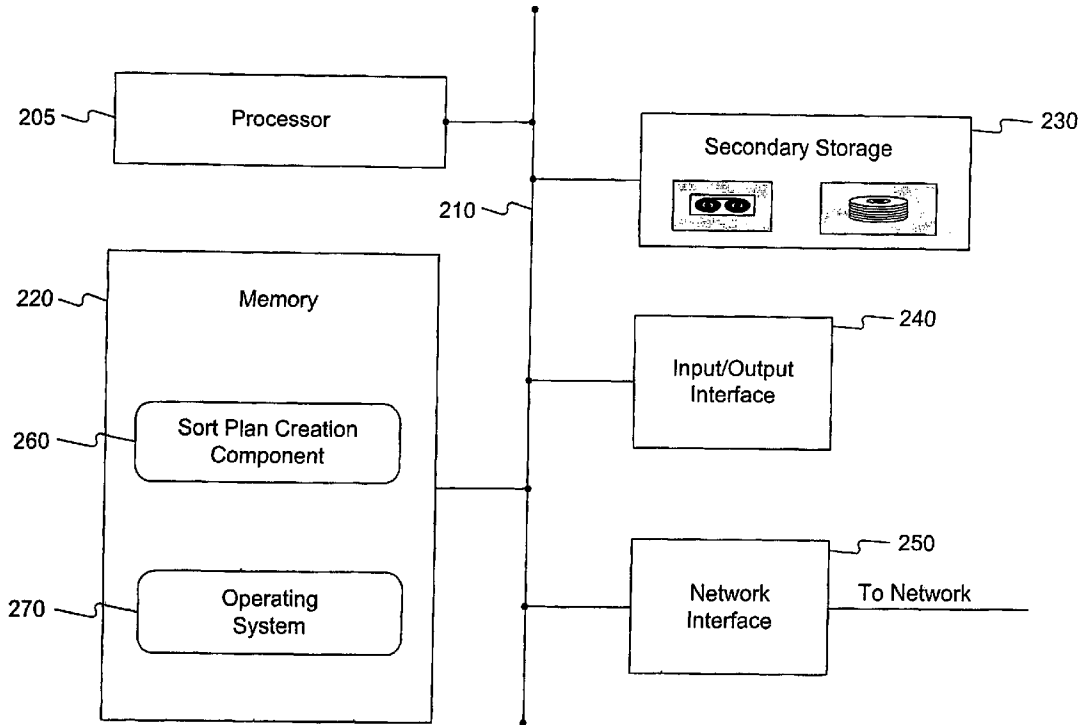 205
Processor
230
Secondary Storage
210
220
Memory
240
Input/Output
Interface
260
Sort Plan Creation
Component
250
Network
Interface
To Network
270
Operating
System